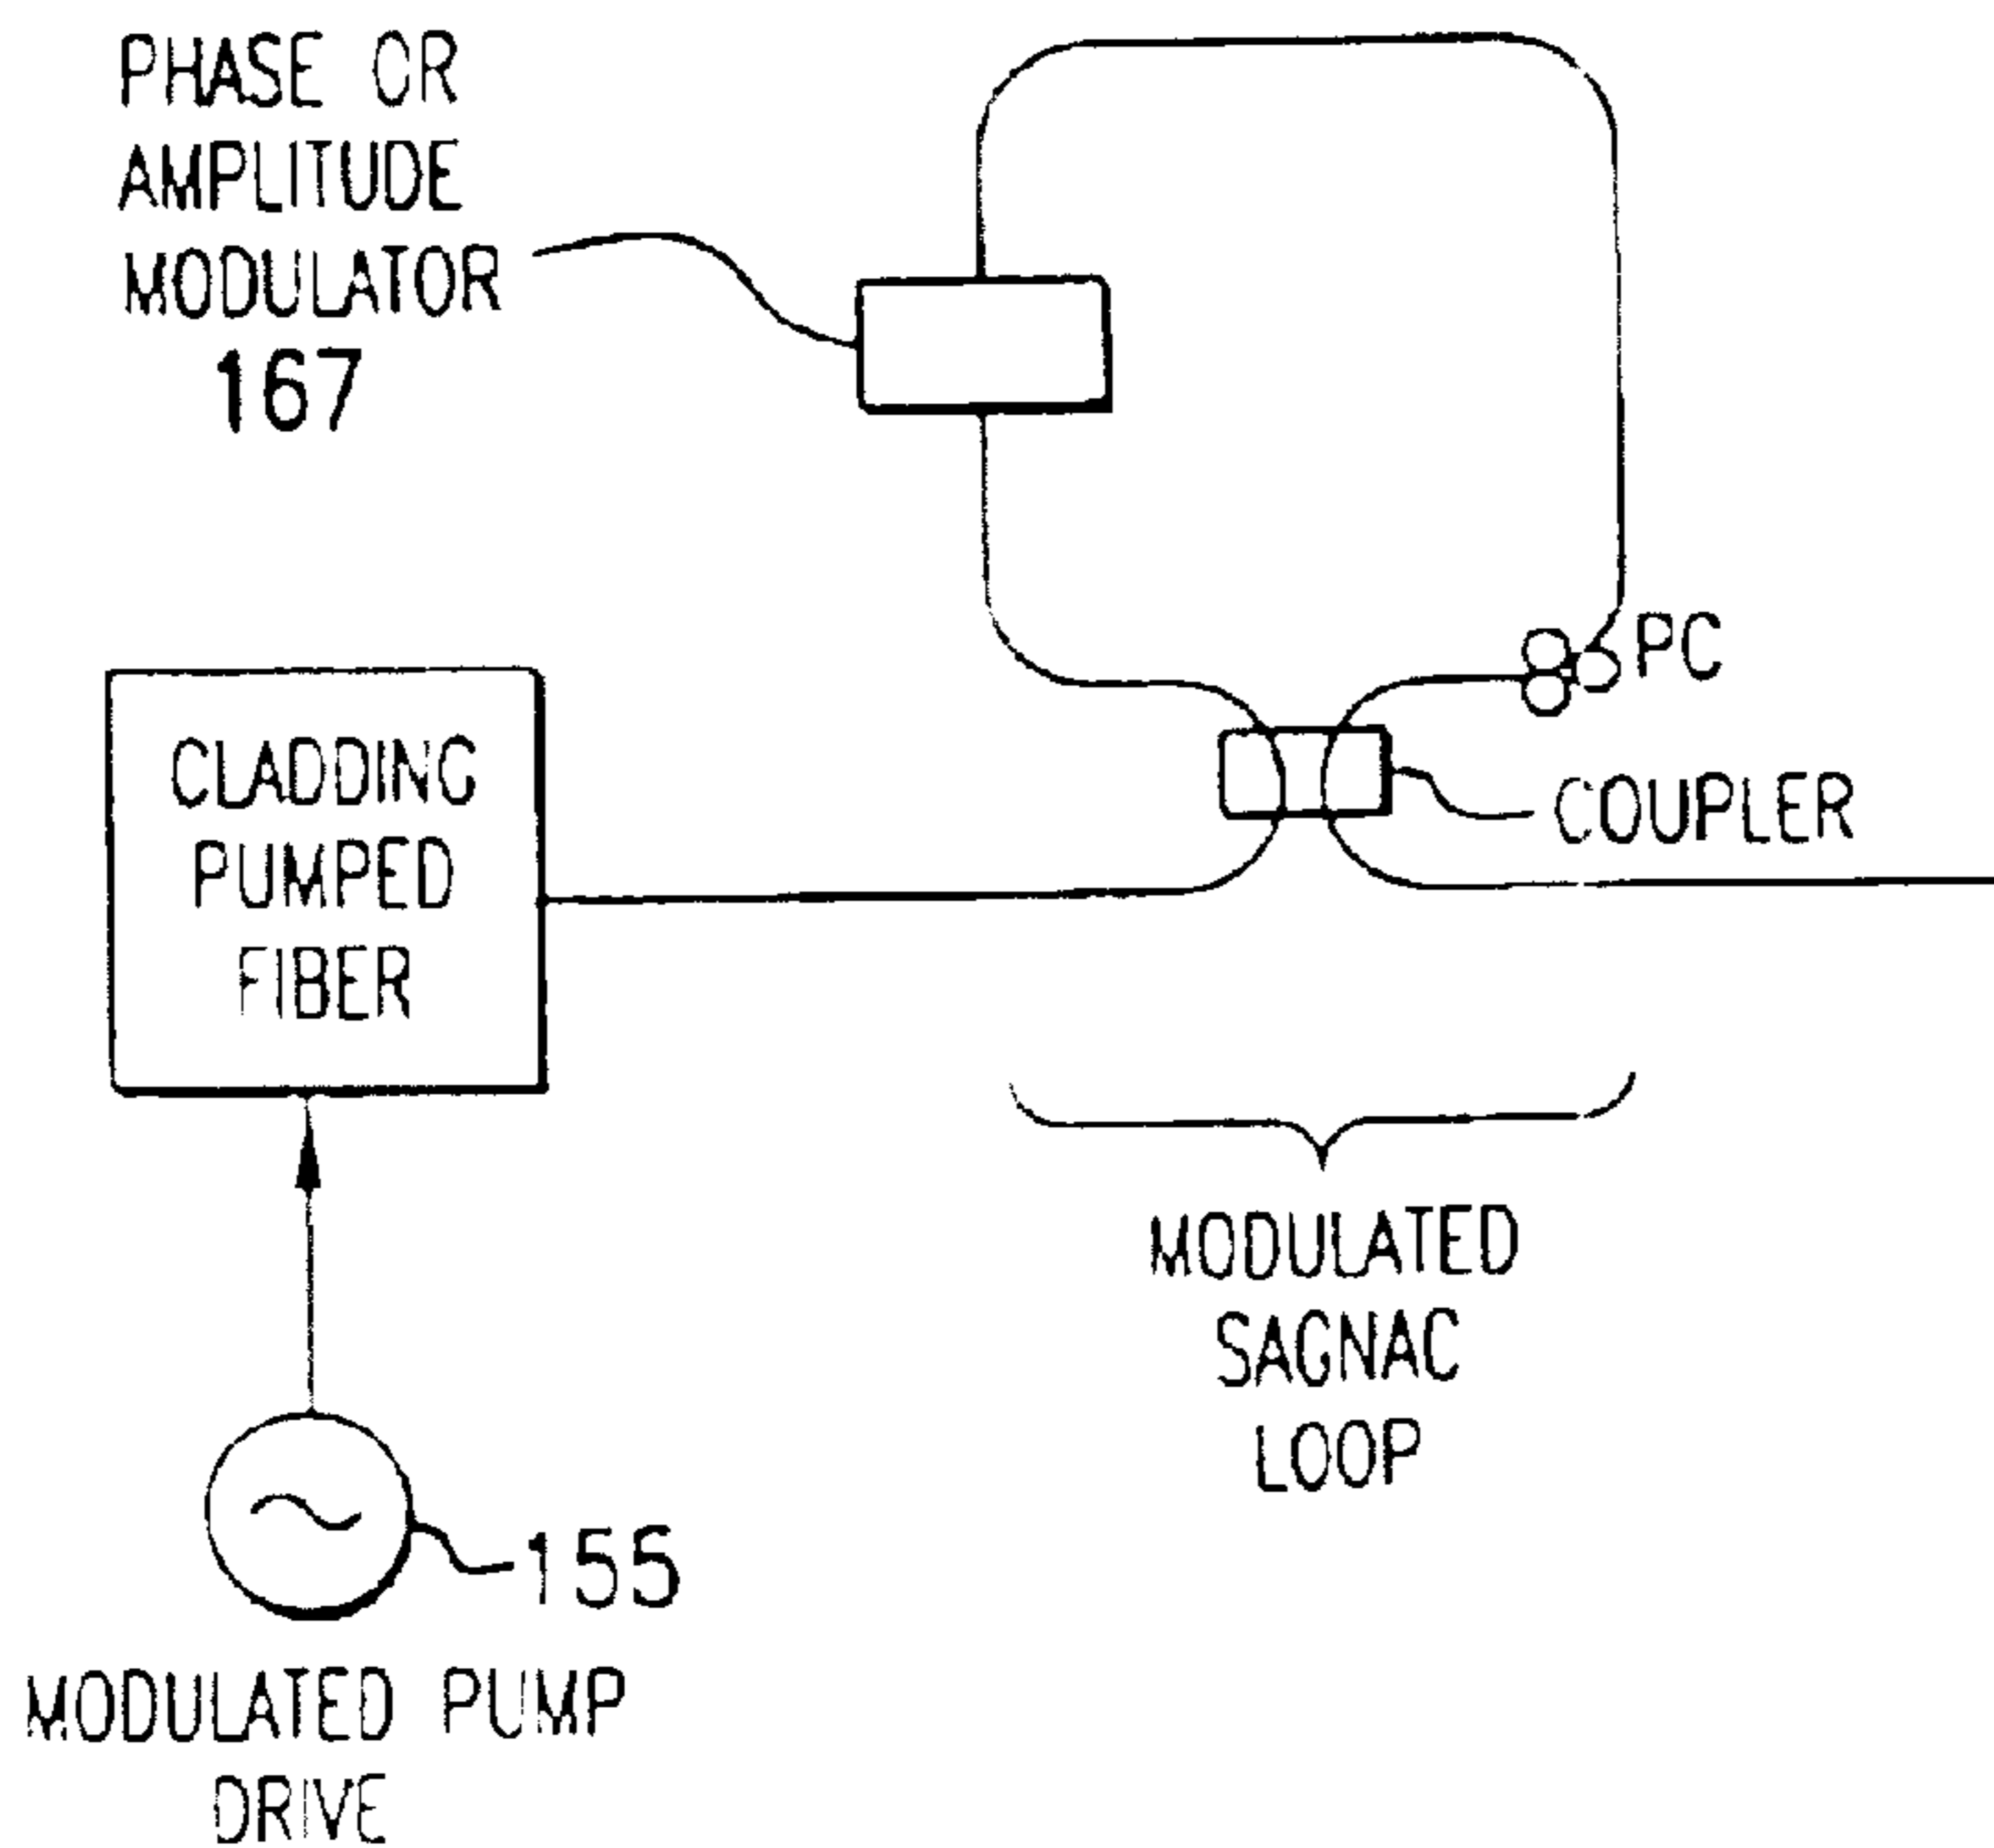 PHASE OR
AMPLITUDE
MODULATOR
167
PC
COUPLER
CLADDING
PUMPED
FIBER
MODULATED
SAGNAC
LOOP
155
MODULATED PUMP
DRIVE